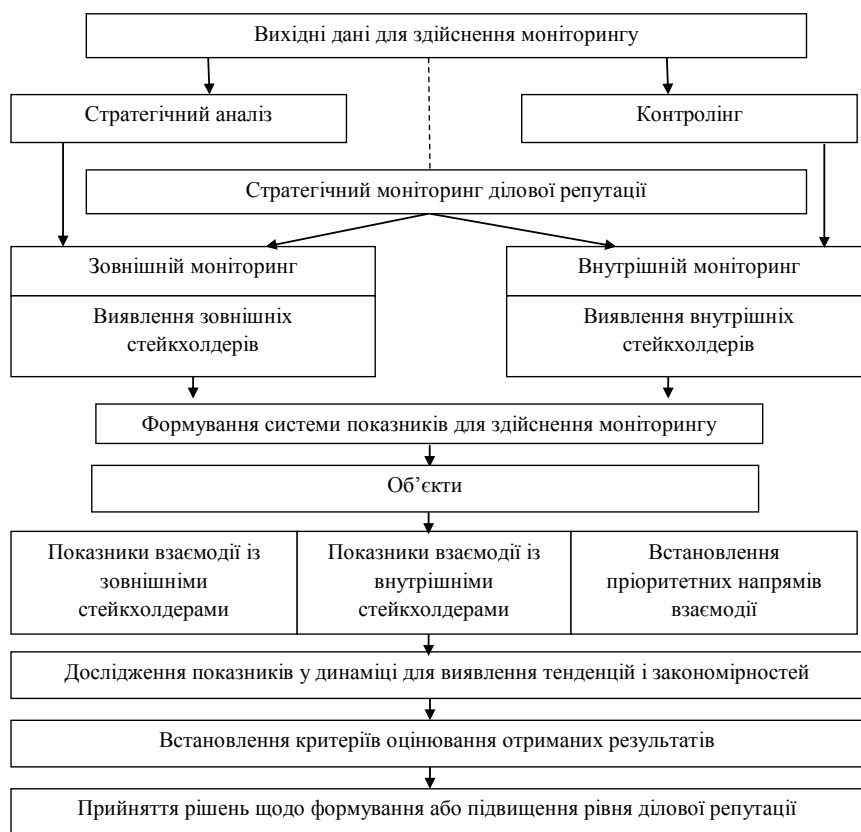 Вихідні дані для здійснення моніторингу
Стратегічний аналіз
Контролінг
Стратегічний моніторинг ділової репутації
Зовнішній моніторинг
Внутрішній моніторинг
Виявлення зовнішніх
стейкхолдерів
Виявлення внутрішніх
стейкхолдерів
Формування системи показників для здійснення моніторингу
Об’єкти
Показники взаємодії із
зовнішніми
стейкхолдерами
Показники взаємодії із
внутрішніми
стейкхолдерами
Встановлення
пріоритетних напрямів
взаємодії
Дослідження показників у динаміці для виявлення тенденцій і закономірностей
Встановлення критеріїв оцінювання отриманих результатів
Прийняття рішень щодо формування або підвищення рівня ділової репутації